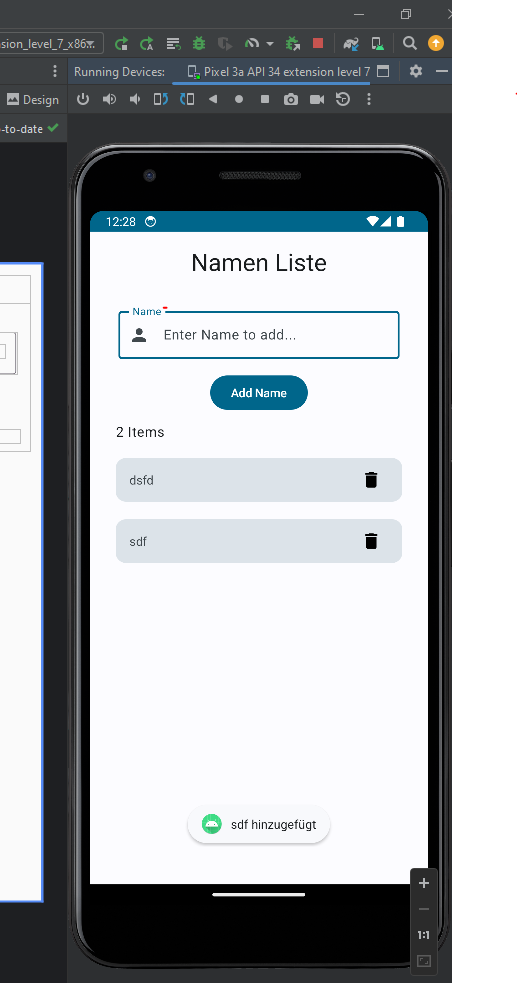 sion_level_7_x86
Running Devices:
Pixel 3a API 34 extension level 7
Design
-to-date
12:28
Namen Liste
Name
Enter Name to add...
Add Name
2 Items
dsfd
sdf
sdf hinzugefügt
1:1